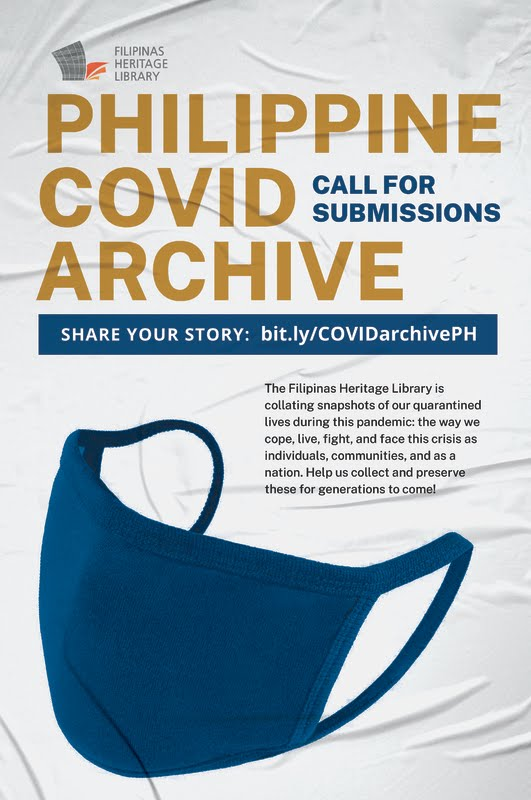 FILIPINAS
HERITAGE
LIBRARY
PHILIPPINE
COVID
CALL FOR
SUBMISSIONS
ARCHIVE
SHARE YOUR STORY: bit.ly/COVIDarchivePH
The Filipinas Heritage Library is
collating snapshots of our quarantined
lives during this pandemic: the way we
cope, live, fight, and face this crisis as
individuals, communities, and as a
nation. Help us collect and preserve
these for generations to come!